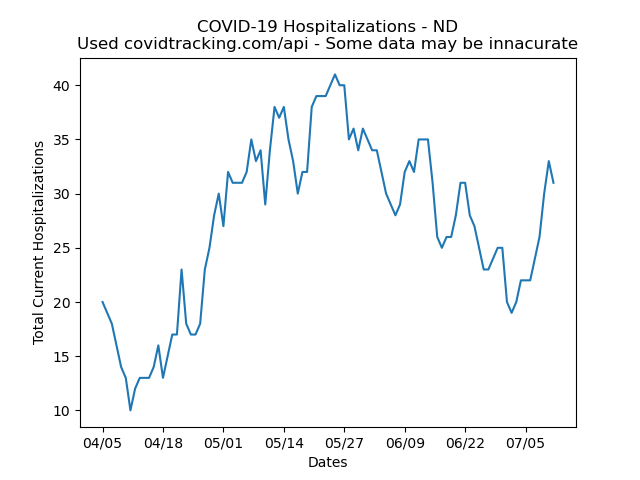 COVID-19 Hospitalizations - ND
Used covidtracking.com/api - Some data may be innacurate
40
35
30
25
20
15
10
Total Current Hospitalizations
04/05 04/18 05/01 05/14 05/27 06/09 06/22 07/05
Dates